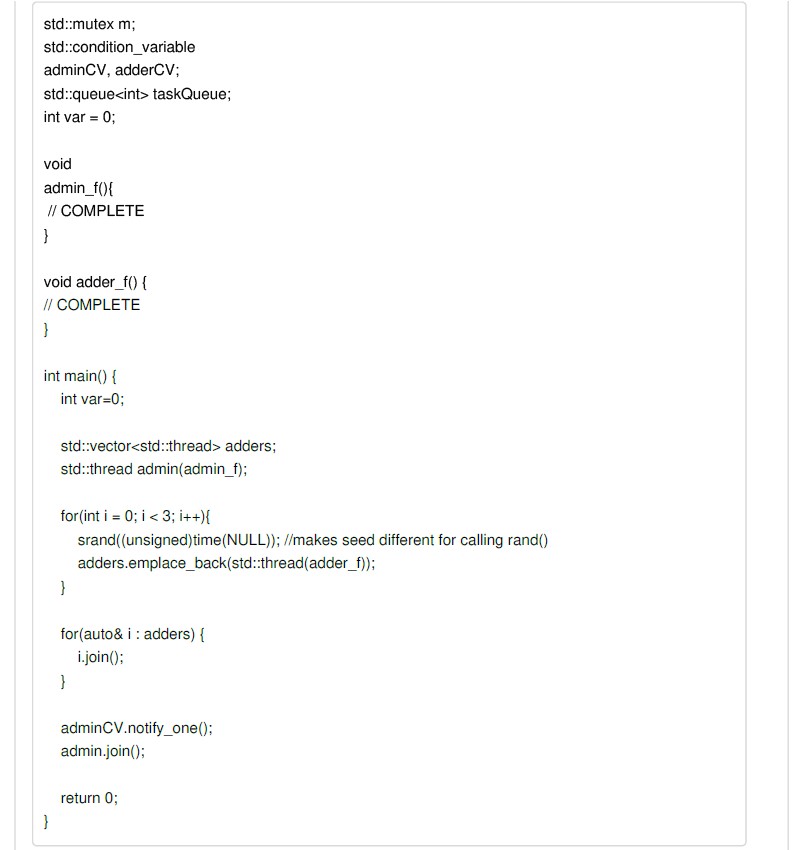 std::mutex m;
std::condition_variable
adminCV, adderCV;
std::queue<int> taskQueue;
int var = 0;
void
admin_f(){
// COMPLETE
}
void adder_f() {
// COMPLETE
}
int main() {
int var=0;
std::vector<std::thread> adders;
std::thread admin(admin_f);
for(int i = 0; i < 3; i++){
srand((unsigned)time(NULL)); //makes seed different for calling rand()
adders.emplace_back(std::thread(adder_f));
}
for(auto& i : adders) {
i.join();
}
adminCV.notify_one();
admin.join();
return 0;
}